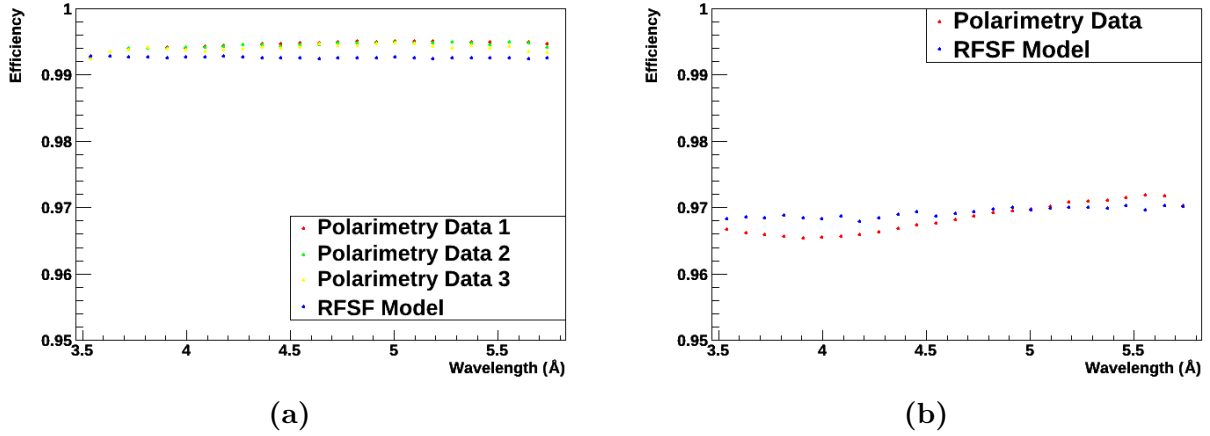 Efficiency
1
0.99
0.98
0.97
0.96
0.95
Polarimetry Data 1
Polarimetry Data 2
Polarimetry Data 3
RFSF Model
3.5 4 4.5 5 5.5
Wavelength (Å)
(a)
Efficiency
1
0.99
0.98
0.97
0.96
0.95
Polarimetry Data
RFSF Model
3.5 4 4.5 5 5.5
Wavelength (Å)
(b)